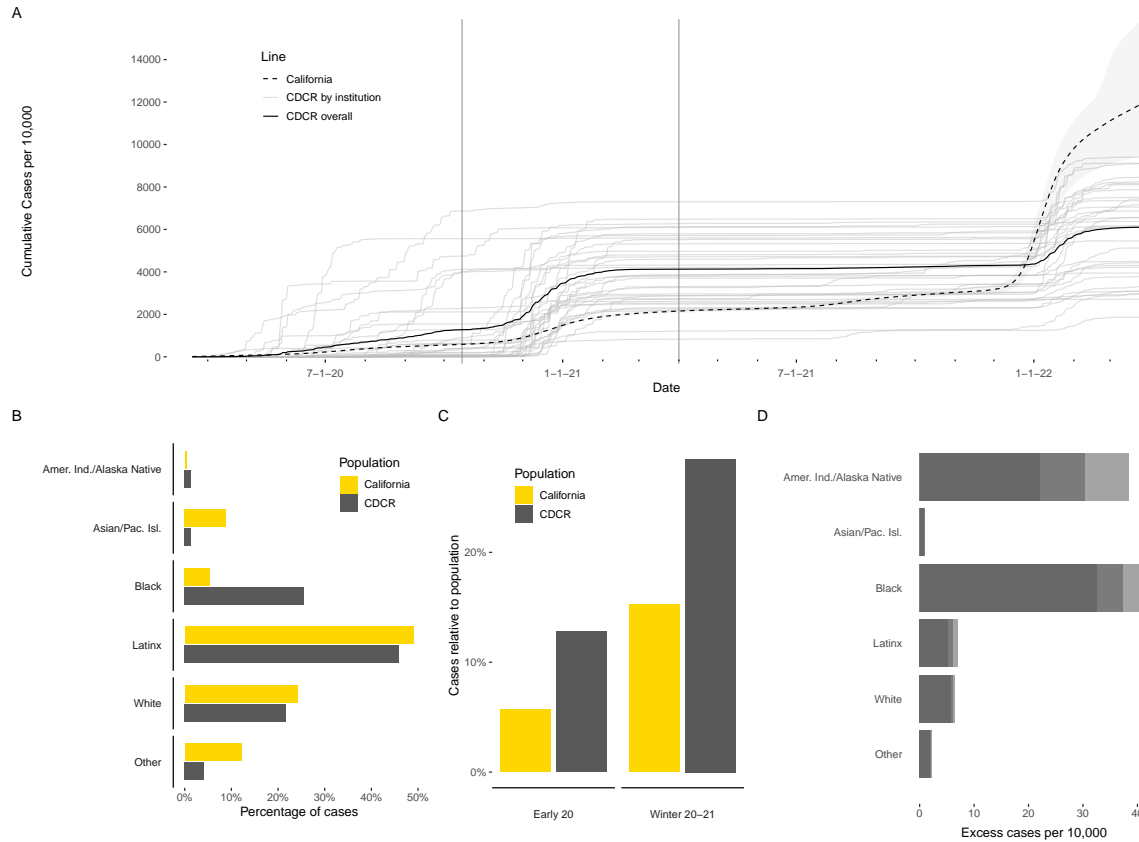 A
Cumulative Cases per 10,000
14000
12000
10000
8000
6000
4000
2000
0
Line
California
CDCR by institution
CDCR overall
7–1–20
1–1–21
7–1–21
1–1–22
Date
B
Amer. Ind./Alaska Native
Asian/Pac. Isl.
Black
Latinx
White
Other
Population
California
CDCR
0%
10%
20%
30%
40%
50%
Percentage of cases
C
Cases relative to population
Population
California
CDCR
20%
10%
0%
Early 20
Winter 20–21
D
Amer. Ind./Alaska Native
Asian/Pac. Isl.
Black
Latinx
White
Other
0
10
20
30
40
Excess cases per 10,000